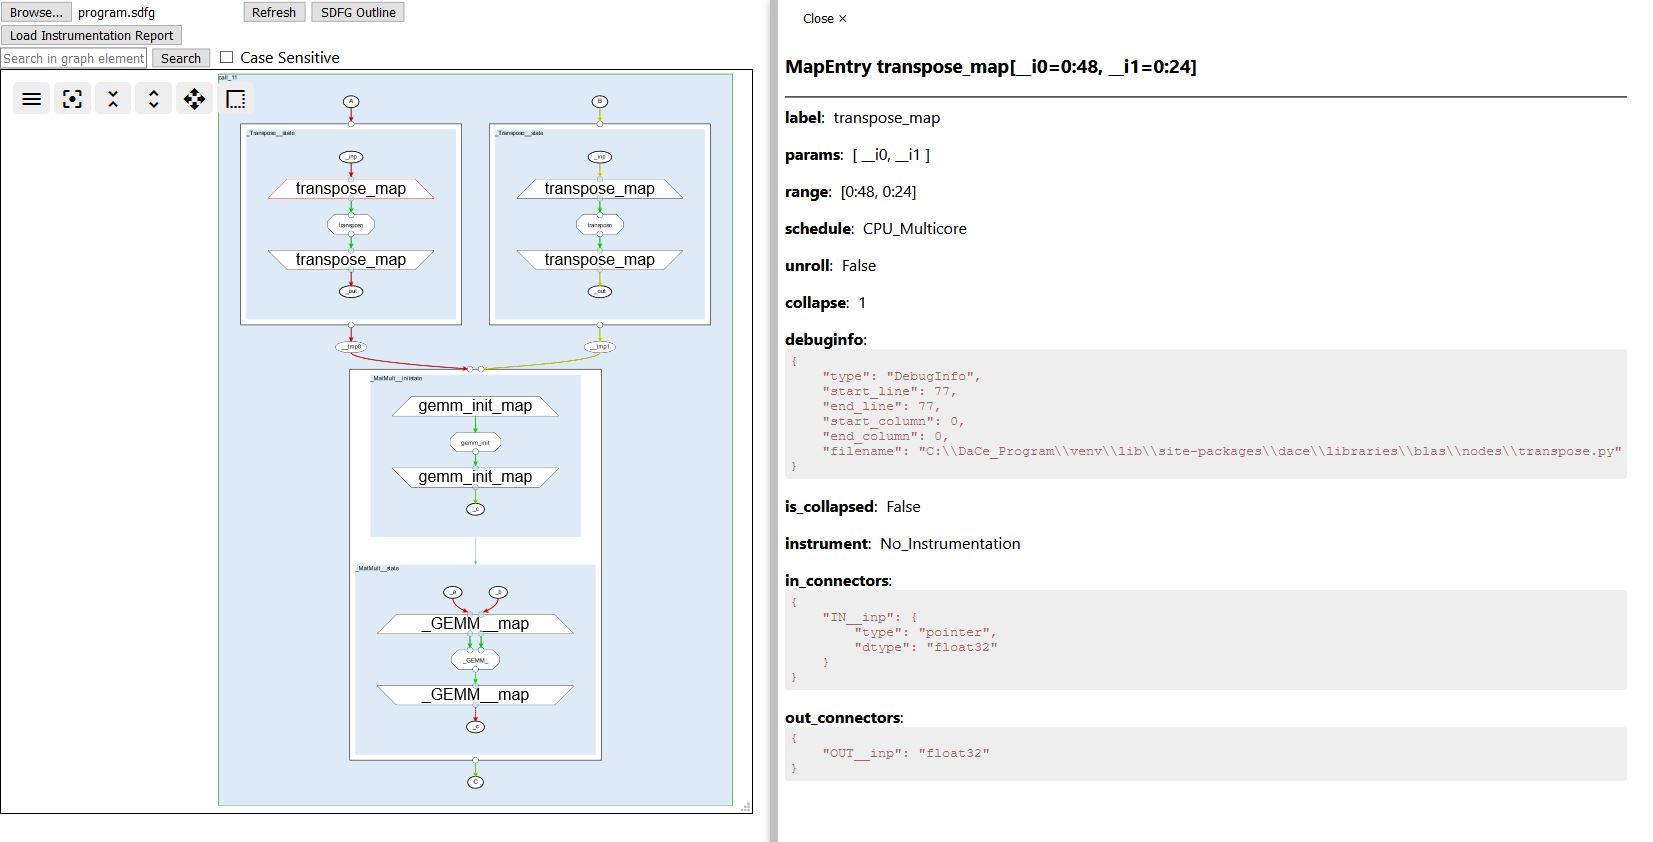 Browse... program.sdfg Refresh SDFG Outline
Load Instrumentation Report
Search in graph element Search Case Sensitive
call_11
A B
_Transpose__state _Transpose__state
_inp _inp
transpose_map transpose_map
transpose transpose
transpose_map transpose_map
_out _out
__tmp0 __tmp1
_MatMult__initstate
gemm_init_map
gemm_init
gemm_init_map
_c
_MatMult__state
_a _b
_GEMM__map
_GEMM_
_GEMM__map
_c
C
Close ×
MapEntry transpose_map[__i0=0:48, __i1=0:24]
label: transpose_map
params: [ __i0, __i1 ]
range: [0:48, 0:24]
schedule: CPU_Multicore
unroll: False
collapse: 1
debuginfo:
{
"type": "DebugInfo",
"start_line": 77,
"end_line": 77,
"start_column": 0,
"end_column": 0,
"filename": "C:\\DaCe_Program\\venv\\lib\\site-packages\\dace\\libraries\\blas\\nodes\\transpose.py"
}
is_collapsed: False
instrument: No_Instrumentation
in_connectors:
{
"IN__inp": {
"type": "pointer",
"dtype": "float32"
}
}
out_connectors:
{
"OUT__inp": "float32"
}